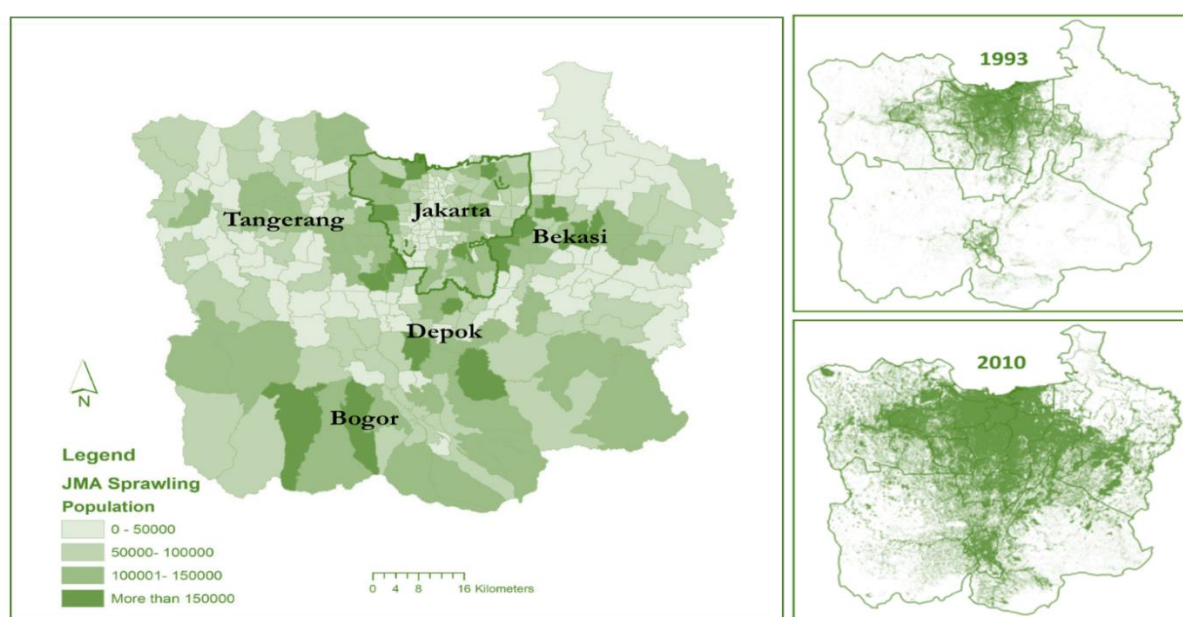 Tangerang
Jakarta
Bekasi
Depok
Bogor
N
Legend
JMA Sprawling
Population
0 - 50000
50000- 100000
100001- 150000
More than 150000
0 4 8 16 Kilometers
1993
2010